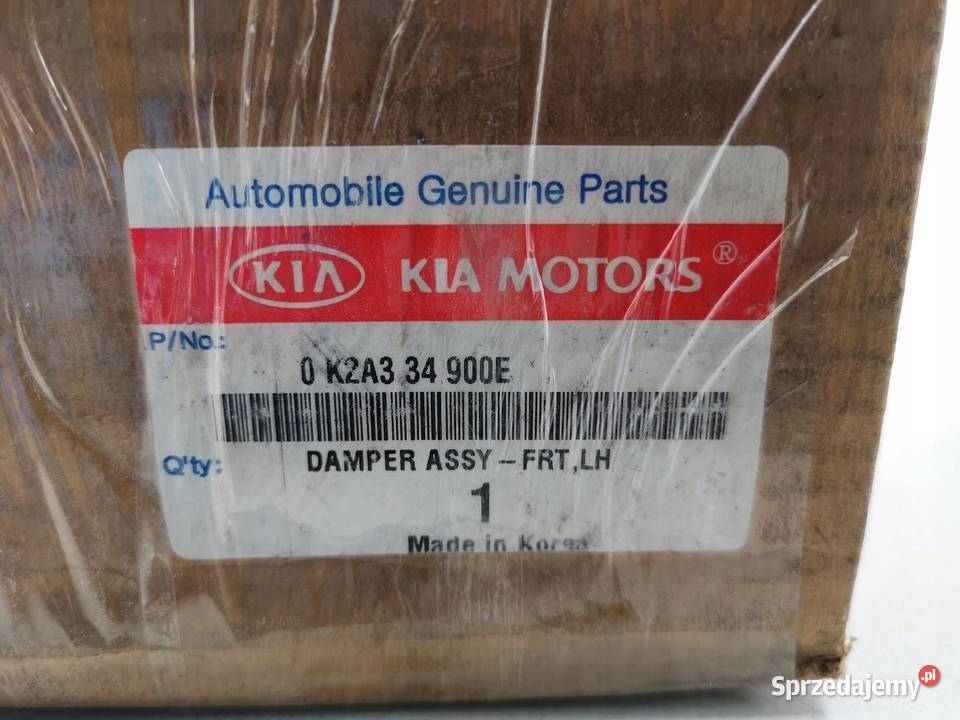 Automobile Genuine Parts
KIA KIA MOTORS®
P/No.:
0 K2A3 34 900E
Q'ty: DAMPER ASSY-FRT,LH
1
Made in Korea
Sprzedajemy.pl